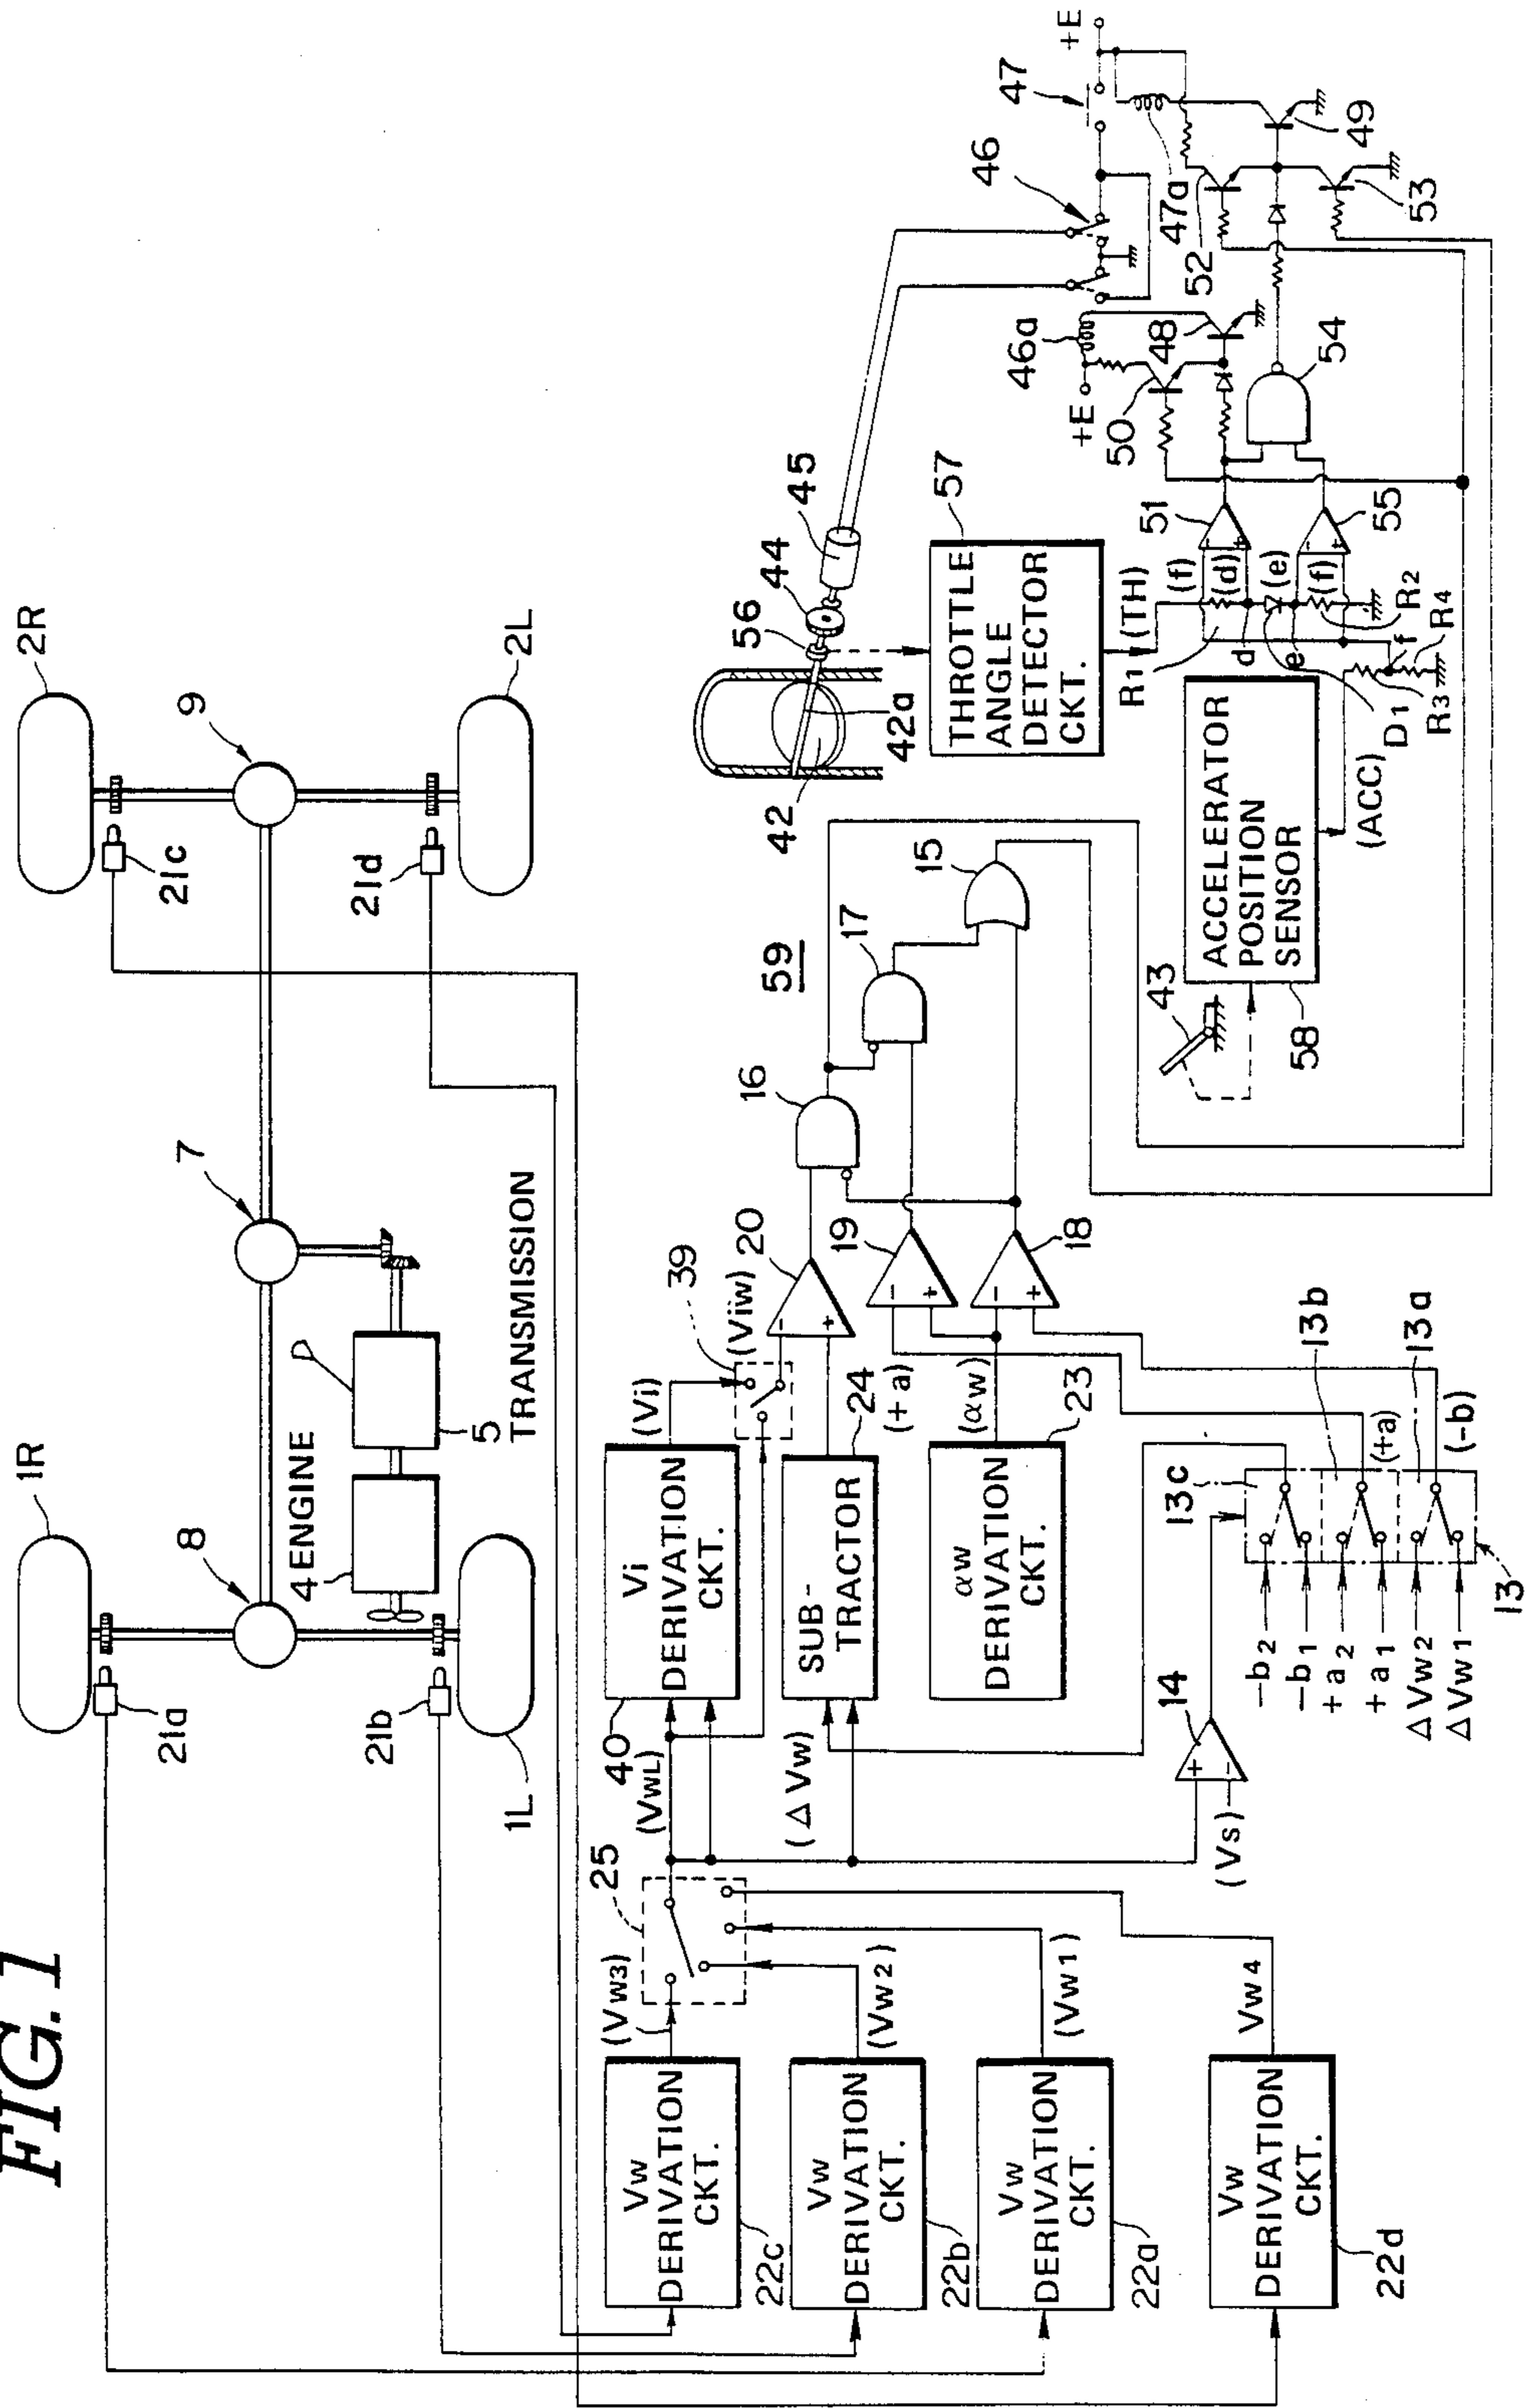 FIG. 1
1R
2R
8
7
9
4 ENGINE
5
TRANSMISSION
21a
21c
21b
21d
1L
2L
22c
Vw
DERIVATION
CKT.
(Vw3)
25
22b
Vw
DERIVATION
CKT.
(Vw2)
22a
Vw
DERIVATION
CKT.
(Vw1)
22d
Vw
DERIVATION
CKT.
Vw4
40
(VwL)
Vi
DERIVATION
CKT.
(Vi)
39
(Viw)
(ΔVw)
SUB-
TRACTOR
24
20
(+a)
αw
DERIVATION
CKT.
23
(αw)
19
18
16
17
15
59
(Vs)
14
+
−
−
+
−
+
−
+
-b2
-b1
+a2
+a1
ΔVw2
ΔVw1
13
13c
13b
13a
(+a)
(-b)
42
42a
56
44
45
THROTTLE
ANGLE
DETECTOR
CKT.
57
43
ACCELERATOR
POSITION
SENSOR
58
(ACC)
(TH)
R1
(f)
(d)
(e)
(f)
d
e
f
D1
R2
R3
R4
51
55
−
+
−
+
54
50
+E
46a
48
46
47
+E
47a
52
49
53